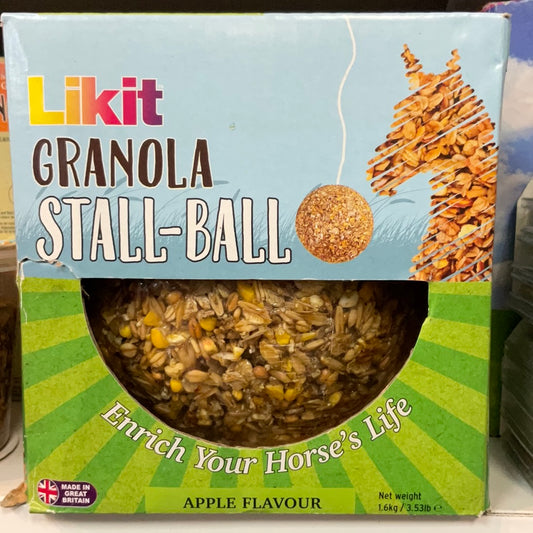 Likit
GRANOLA
STALL-BALL
Enrich Your Horse's Life
MADE IN
GREAT
BRITAIN
APPLE FLAVOUR
Net weight
1.6kg / 3.53lb e